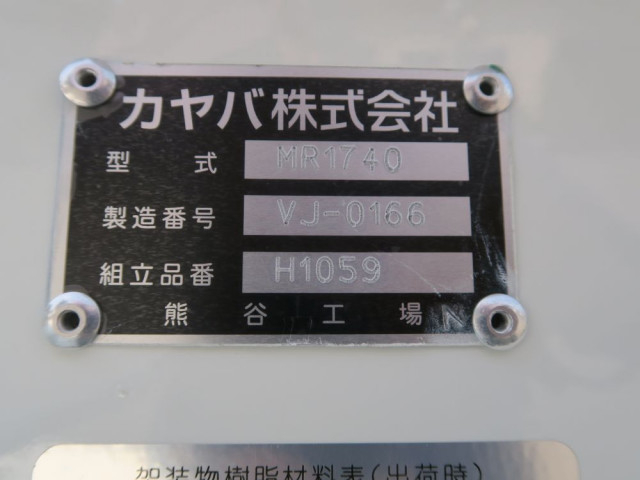 カヤバ株式会社
型式 MR1740
製造番号 VJ-0166
組立品番 H1059
熊谷工場
架装物樹脂材料表(出荷時)